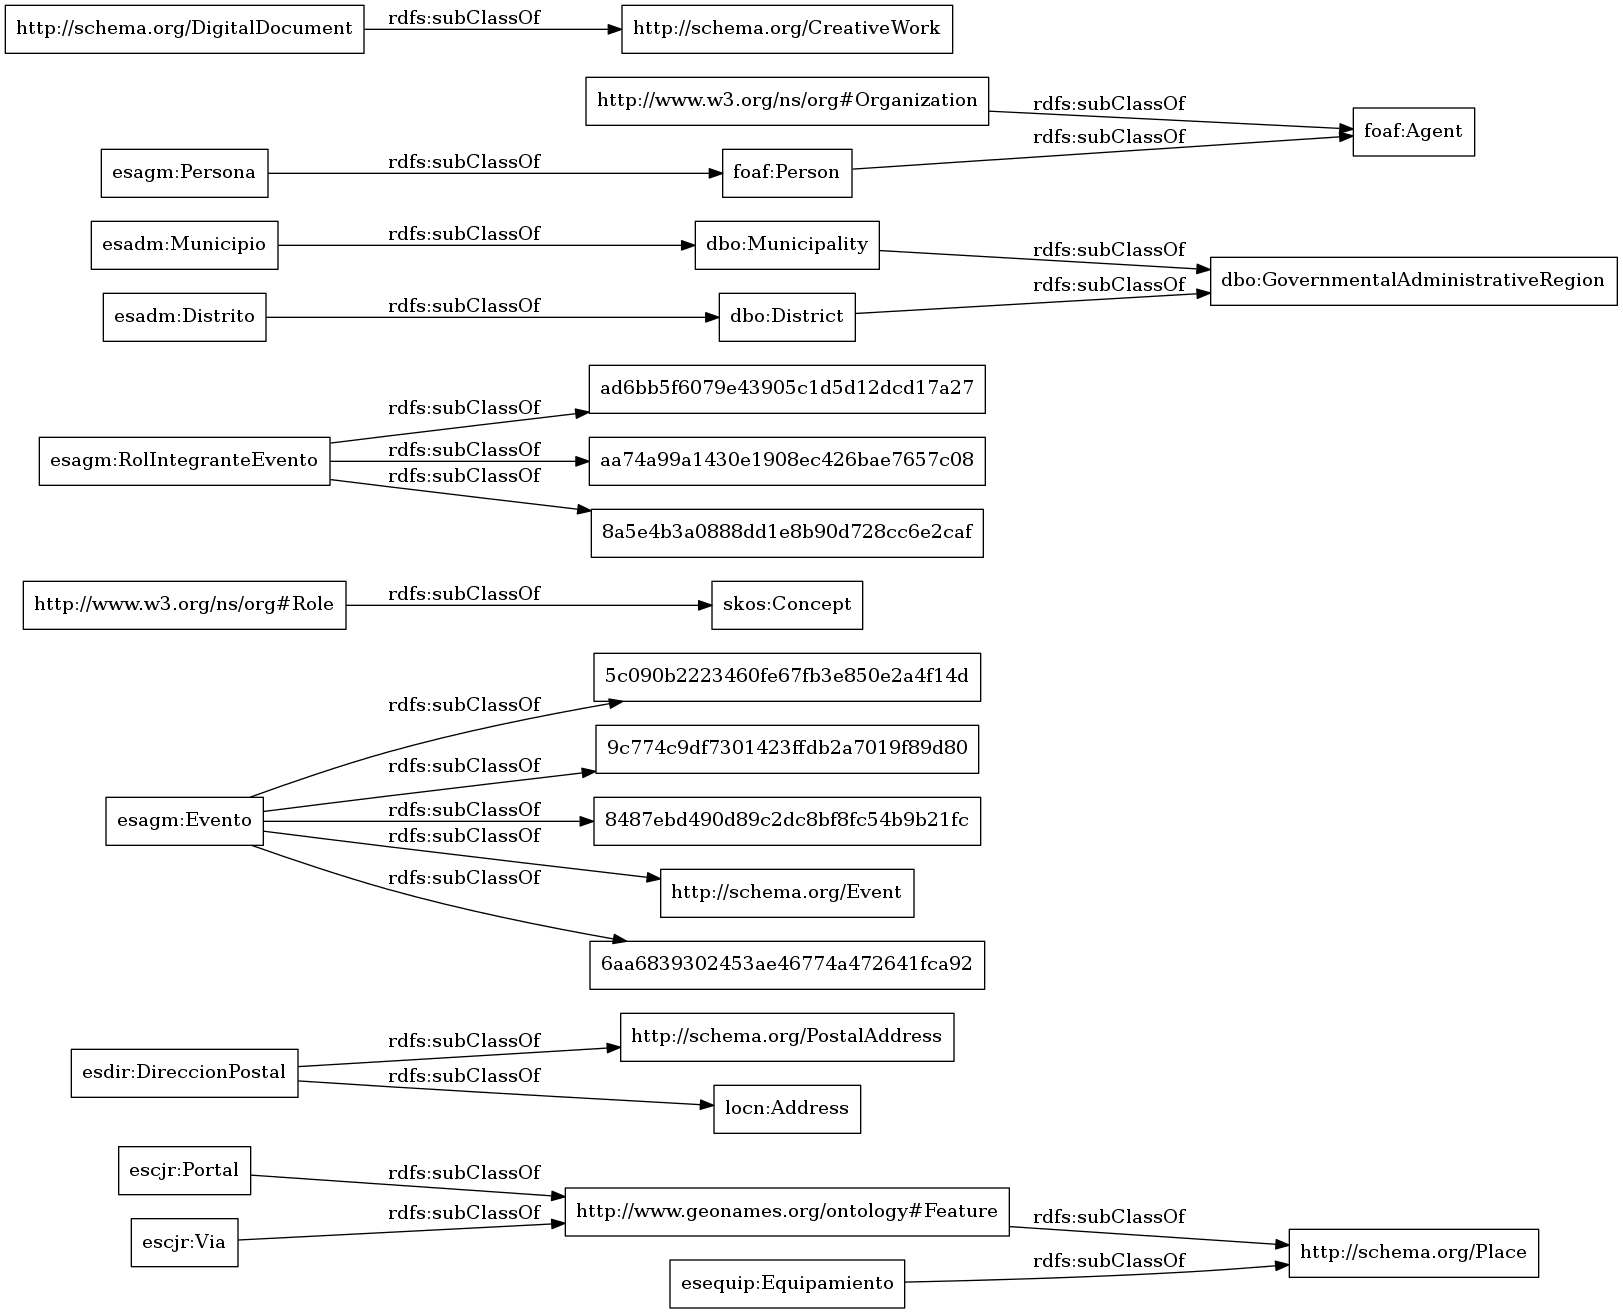 http://schema.org/DigitalDocument
rdfs:subClassOf
http://schema.org/CreativeWork
http://www.w3.org/ns/org#Organization
rdfs:subClassOf
foaf:Agent
esagm:Persona
rdfs:subClassOf
foaf:Person
rdfs:subClassOf
esadm:Municipio
rdfs:subClassOf
dbo:Municipality
rdfs:subClassOf
dbo:GovernmentalAdministrativeRegion
esadm:Distrito
rdfs:subClassOf
dbo:District
rdfs:subClassOf
esagm:RolIntegranteEvento
rdfs:subClassOf
ad6bb5f6079e43905c1d5d12dcd17a27
rdfs:subClassOf
aa74a99a1430e1908ec426bae7657c08
rdfs:subClassOf
8a5e4b3a0888dd1e8b90d728cc6e2caf
http://www.w3.org/ns/org#Role
rdfs:subClassOf
skos:Concept
esagm:Evento
rdfs:subClassOf
5c090b2223460fe67fb3e850e2a4f14d
rdfs:subClassOf
9c774c9df7301423ffdb2a7019f89d80
rdfs:subClassOf
8487ebd490d89c2dc8bf8fc54b9b21fc
rdfs:subClassOf
http://schema.org/Event
rdfs:subClassOf
6aa6839302453ae46774a472641fca92
esdir:DireccionPostal
rdfs:subClassOf
http://schema.org/PostalAddress
rdfs:subClassOf
locn:Address
escjr:Portal
rdfs:subClassOf
http://www.geonames.org/ontology#Feature
rdfs:subClassOf
http://schema.org/Place
escjr:Via
rdfs:subClassOf
esequip:Equipamiento
rdfs:subClassOf